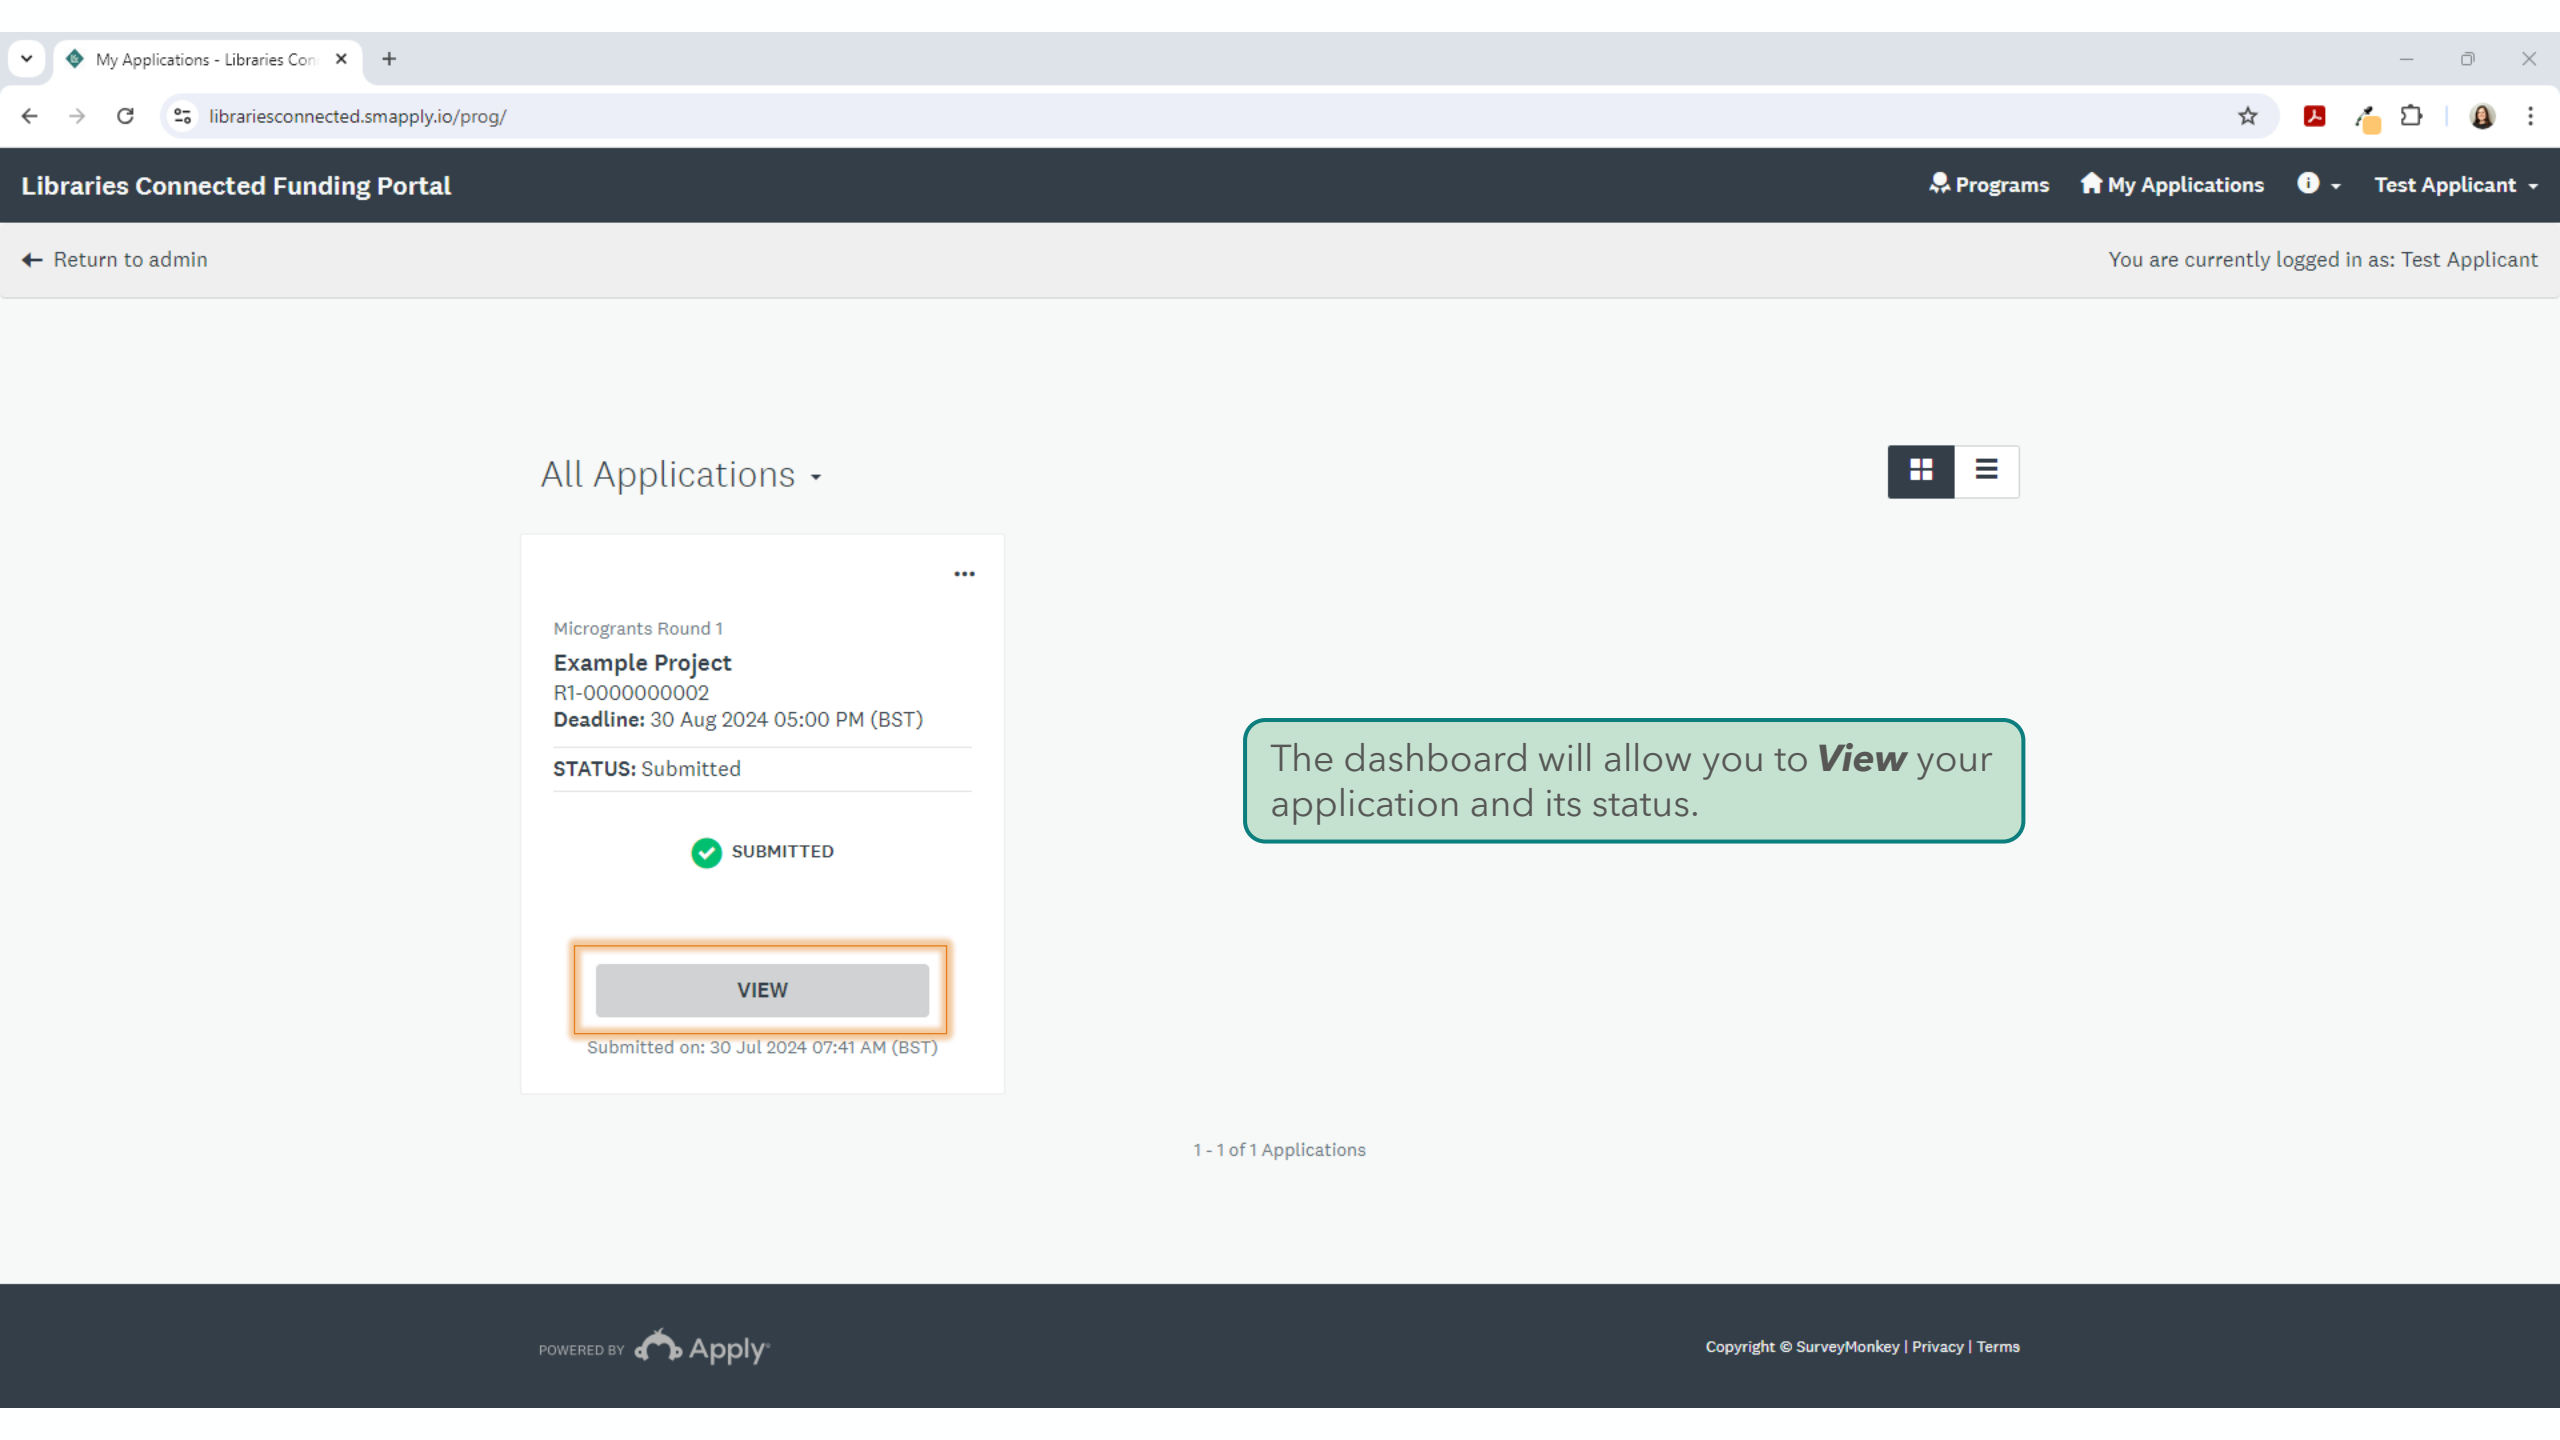 My Applications - Libraries Con
librariesconnected.smapply.io/prog/
Libraries Connected Funding Portal
Programs
My Applications
Test Applicant
Return to admin
You are currently logged in as: Test Applicant
All Applications
Microgrants Round 1
Example Project
R1-0000000002
Deadline: 30 Aug 2024 05:00 PM (BST)
STATUS: Submitted
SUBMITTED
VIEW
Submitted on: 30 Jul 2024 07:41 AM (BST)
The dashboard will allow you to View your
application and its status.
1 - 1 of 1 Applications
POWERED BY Apply
Copyright © SurveyMonkey | Privacy | Terms